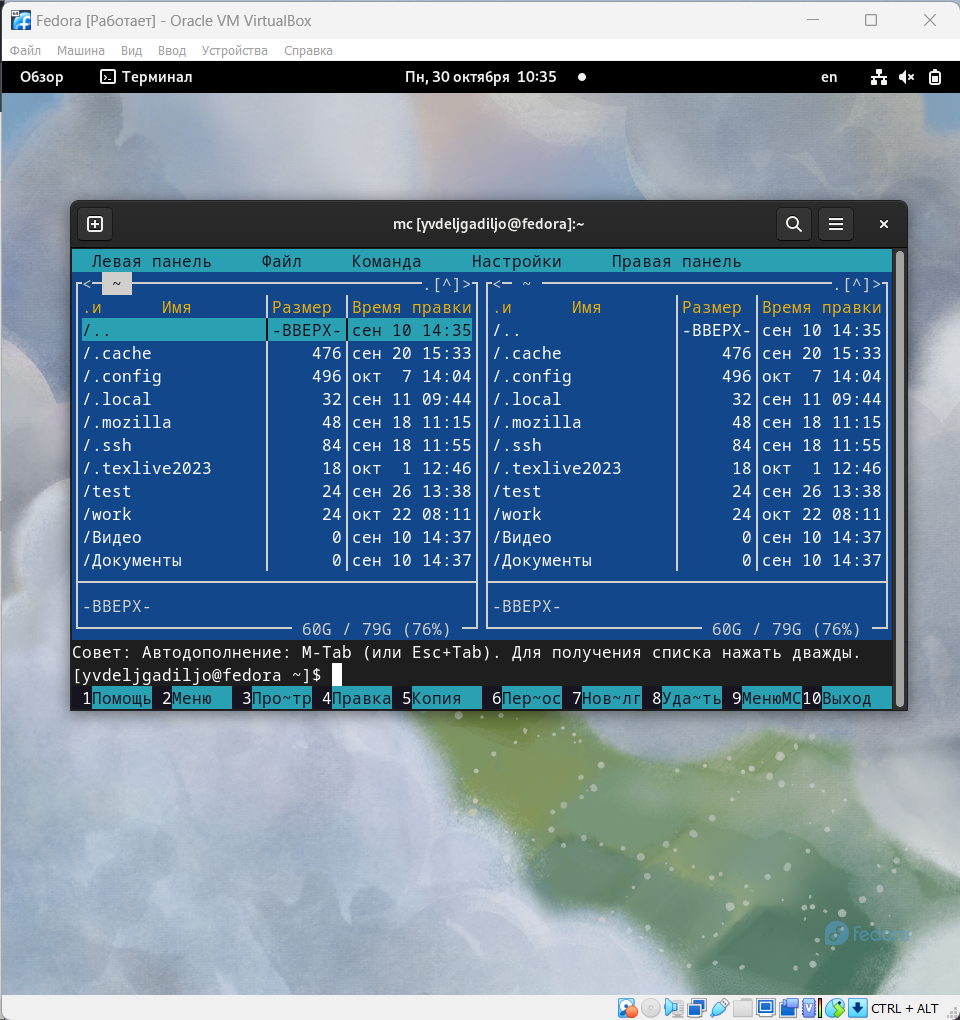 Fedora [Работает] - Oracle VM VirtualBox
Файл Машина Вид Ввод Устройства Справка
Обзор Терминал Пн, 30 октября 10:35 en
mc [yvdeljgadiljo@fedora]:~
Левая панель Файл Команда Настройки Правая панель
<- ~ .[^]> <- ~ .[^]>
.и Имя Размер Время правки .и Имя Размер Время правки
/.. -ВВЕРХ- сен 10 14:35 /.. -ВВЕРХ- сен 10 14:35
/.cache 476 сен 20 15:33 /.cache 476 сен 20 15:33
/.config 496 окт 7 14:04 /.config 496 окт 7 14:04
/.local 32 сен 11 09:44 /.local 32 сен 11 09:44
/.mozilla 48 сен 18 11:15 /.mozilla 48 сен 18 11:15
/.ssh 84 сен 18 11:55 /.ssh 84 сен 18 11:55
/.texlive2023 18 окт 1 12:46 /.texlive2023 18 окт 1 12:46
/test 24 сен 26 13:38 /test 24 сен 26 13:38
/work 24 окт 22 08:11 /work 24 окт 22 08:11
/Видео 0 сен 10 14:37 /Видео 0 сен 10 14:37
/Документы 0 сен 10 14:37 /Документы 0 сен 10 14:37
-ВВЕРХ- -ВВЕРХ-
60G / 79G (76%) 60G / 79G (76%)
Совет: Автодополнение: M-Tab (или Esc+Tab). Для получения списка нажать дважды.
[yvdeljgadiljo@fedora ~]$
1Помощь 2Меню 3Про~тр 4Правка 5Копия 6Пер~ос 7Нов~лг 8Уда~ть 9МенюMC 10Выход
fedora
CTRL + ALT